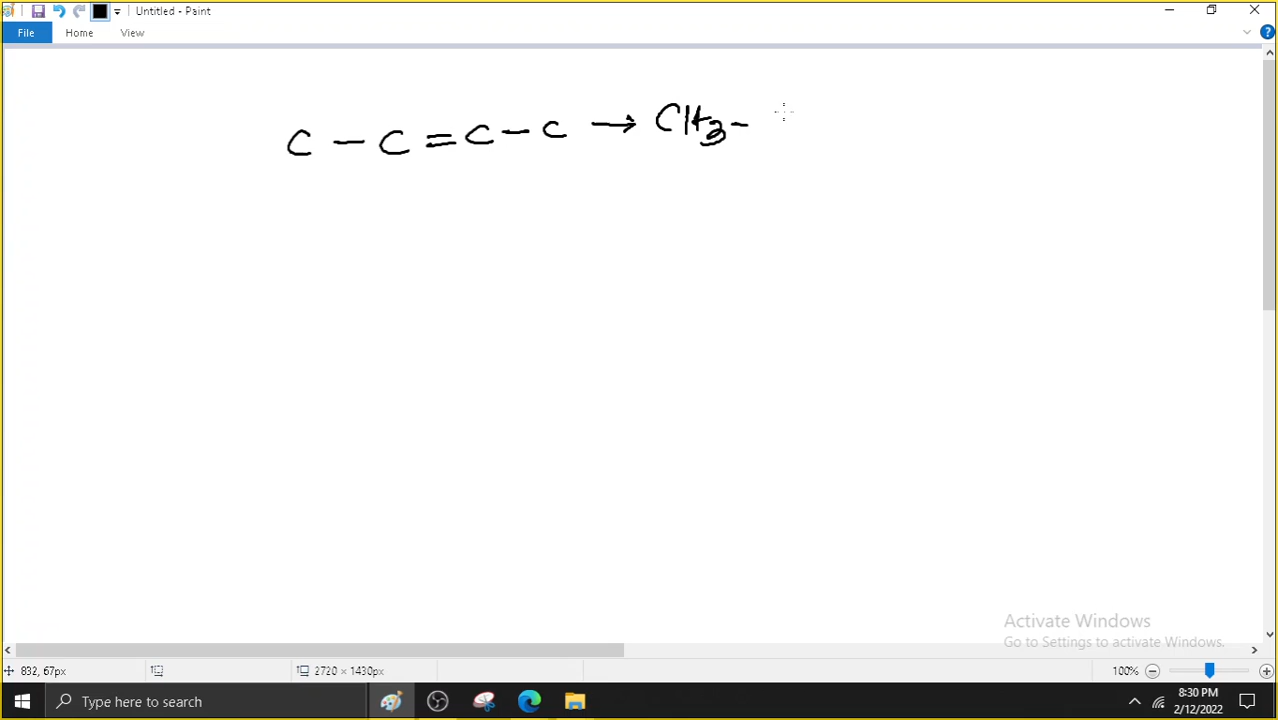 Untitled - Paint
File Home View
C - C = C - C → CH3 -
Activate Windows
Go to Settings to activate Windows.
832, 67px 2720 × 1430px 100%
Type here to search 8:30 PM
2/12/2022